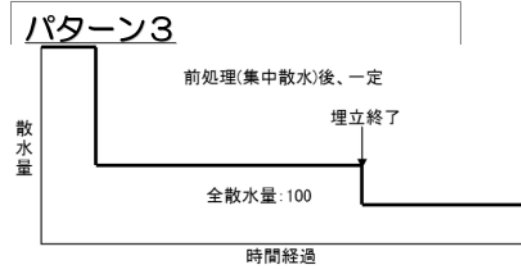 パターン3
前処理(集中散水)後、一定
埋立終了
散水量
全散水量:100
時間経過